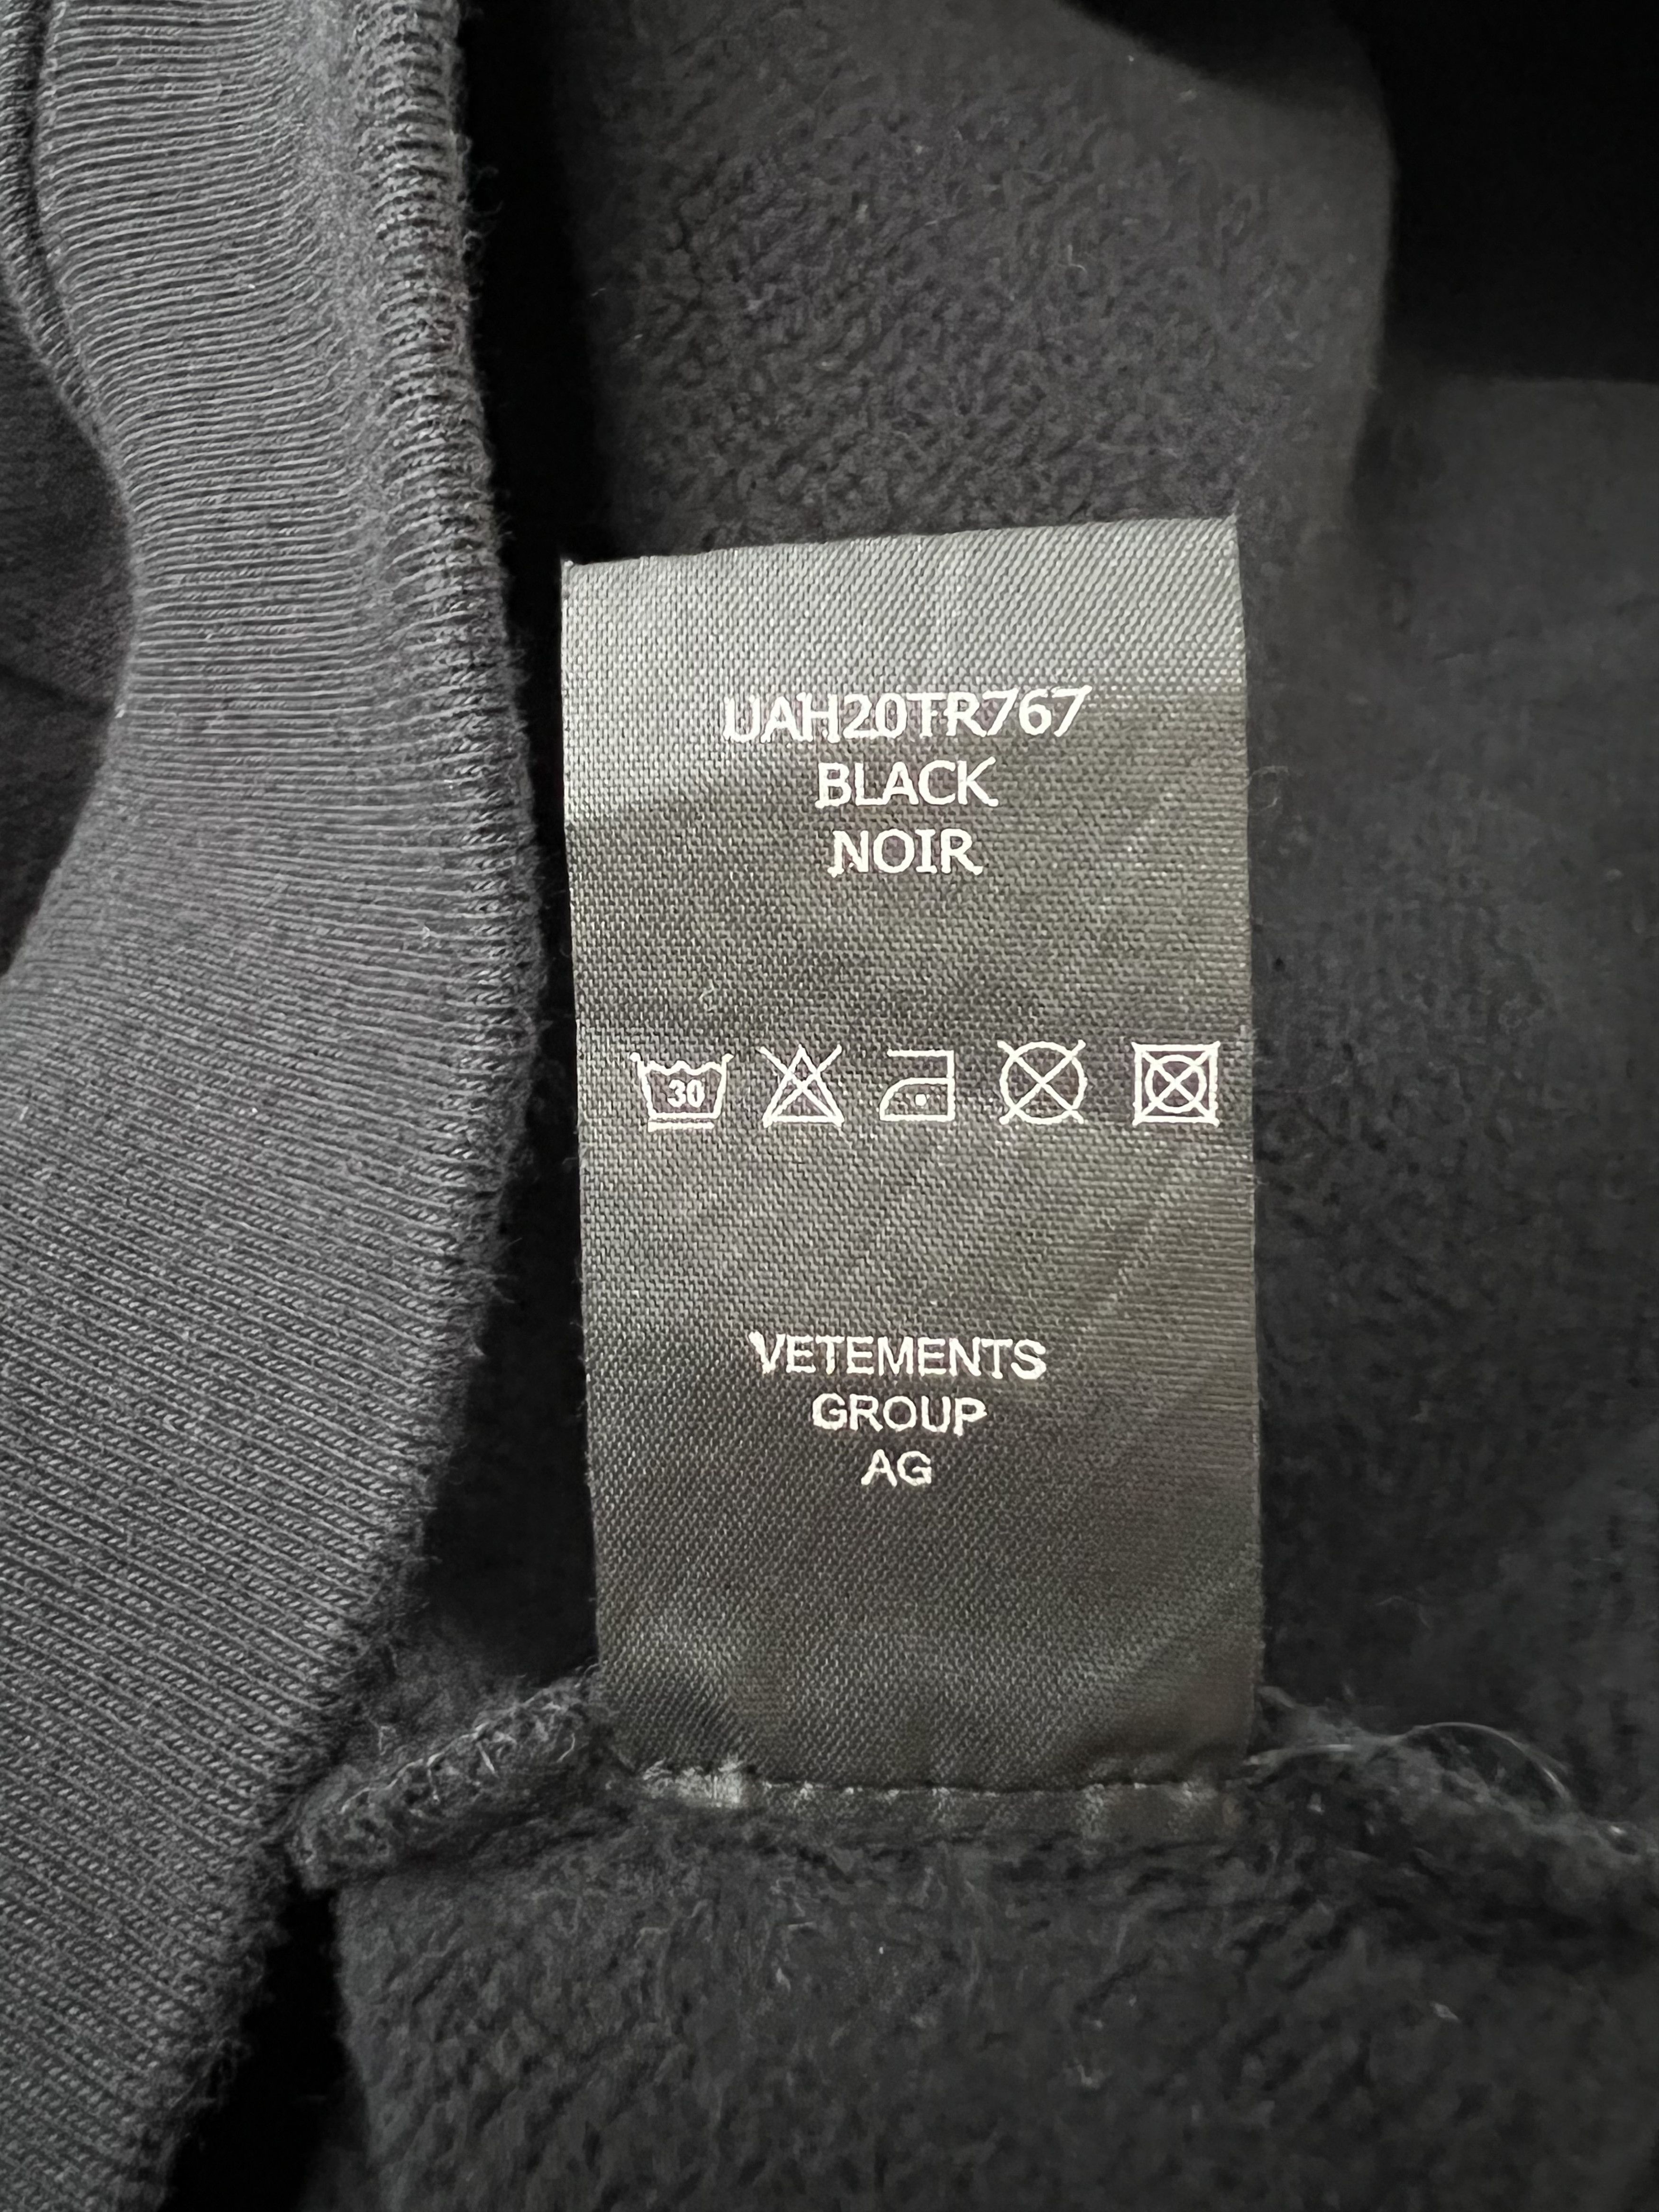 UAH20TR767
BLACK
NOIR
30
VETEMENTS
GROUP
AG